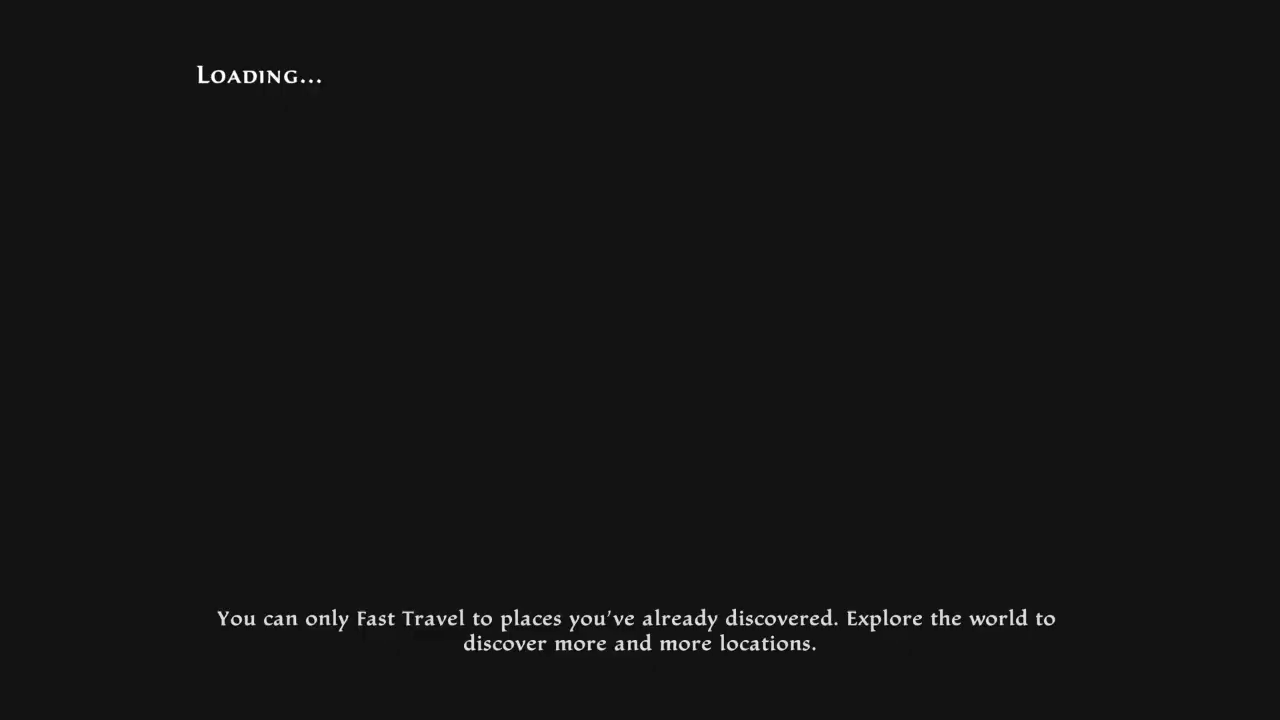 Loading...
You can only Fast Travel to places you've already discovered. Explore the world to
discover more and more locations.